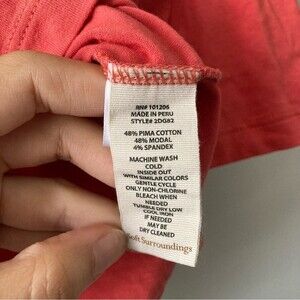 RN# 101206
MADE IN PERU
STYLE# 2DG82
48% PIMA COTTON
48% MODAL
4% SPANDEX
MACHINE WASH
COLD
INSIDE OUT
WITH SIMILAR COLORS
GENTLE CYCLE
ONLY NON-CHLORINE
BLEACH WHEN
NEEDED
TUMBLE DRY LOW
COOL IRON
IF NEEDED
MAY BE
DRY CLEANED
Soft Surroundings